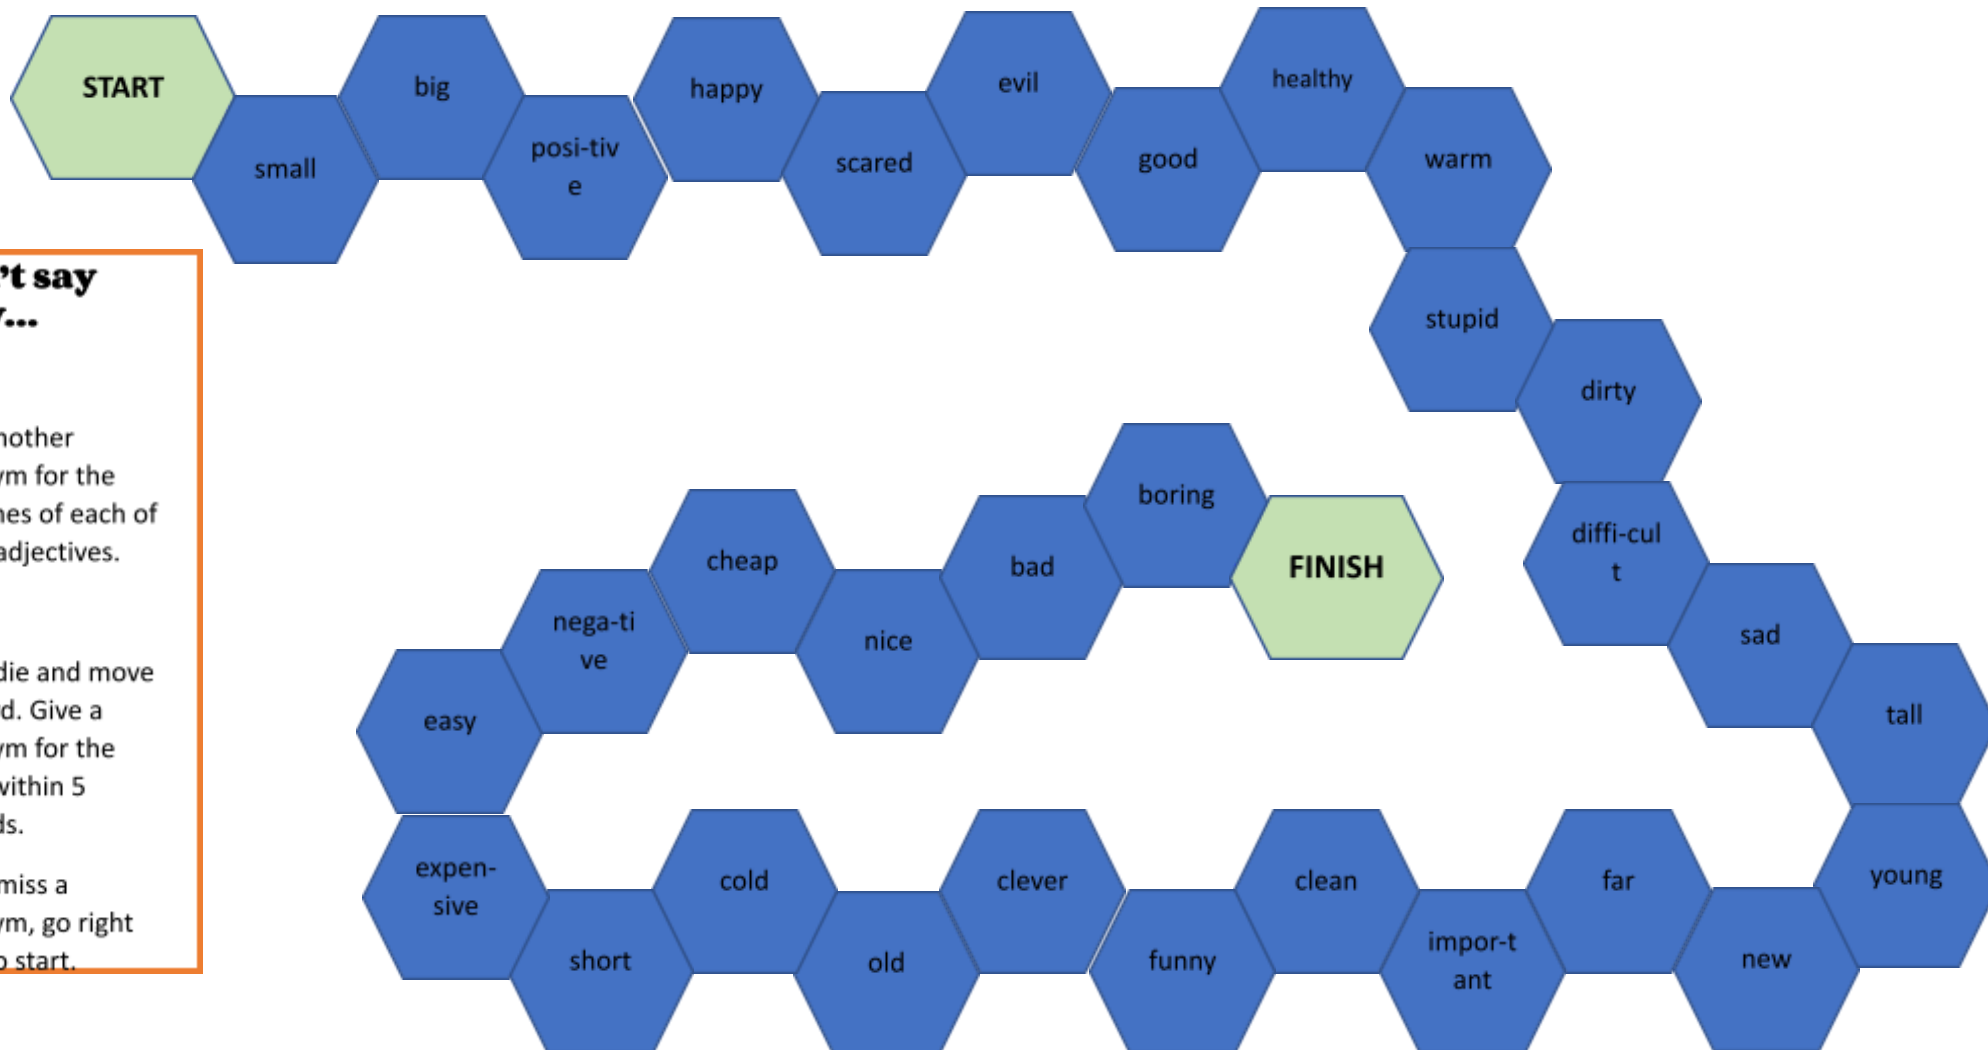 START
small
big
posi-tiv
e
happy
scared
evil
good
healthy
warm
stupid
dirty
diffi-cul
t
sad
tall
young
new
far
impor-t
ant
clean
funny
clever
old
cold
short
expen-
sive
easy
nega-ti
ve
cheap
nice
bad
boring
FINISH
't say
...
ym for the
of each of
adjectives.
die and move
d. Give a
ym for the
within 5
ds.
miss a
ym, go right
o start.